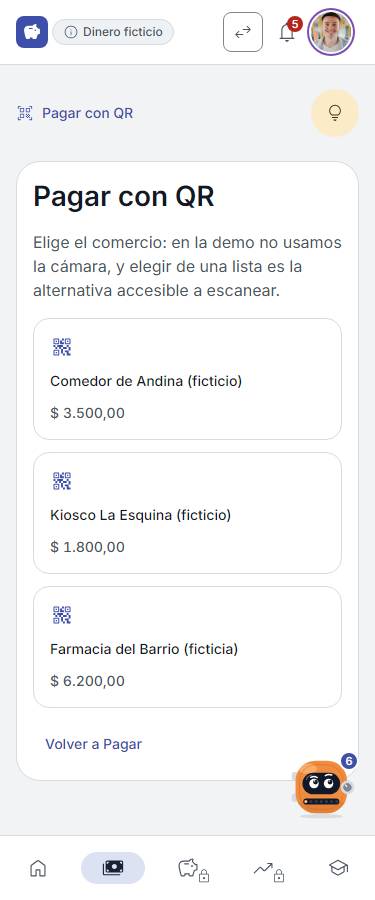 Dinero ficticio
5
Pagar con QR
Pagar con QR
Elige el comercio: en la demo no usamos
la cámara, y elegir de una lista es la
alternativa accesible a escanear.
Comedor de Andina (ficticio)
$ 3.500,00
Kiosco La Esquina (ficticio)
$ 1.800,00
Farmacia del Barrio (ficticia)
$ 6.200,00
Volver a Pagar
6